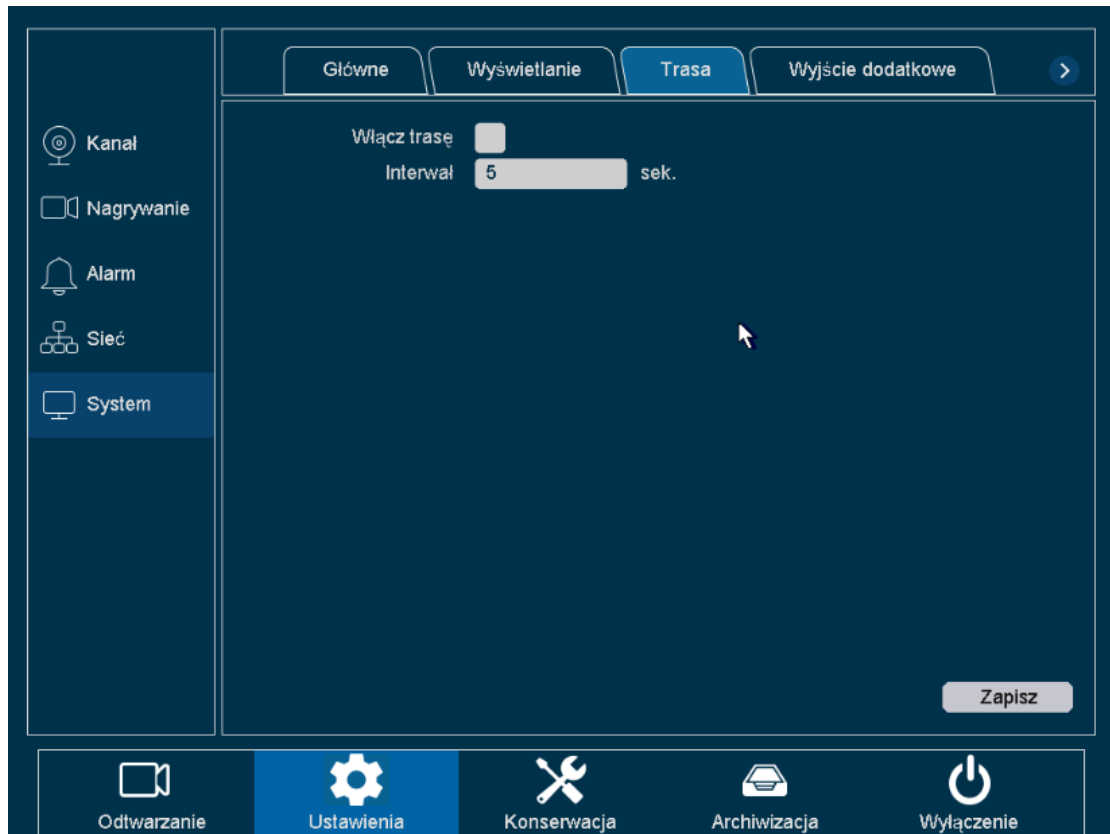 Główne Wyświetlanie Trasa Wyjście dodatkowe
Kanał
Nagrywanie
Alarm
Sieć
System
Włącz trasę
Interwał 5 sek.
Zapisz
Odtwarzanie Ustawienia Konserwacja Archiwizacja Wyłączenie